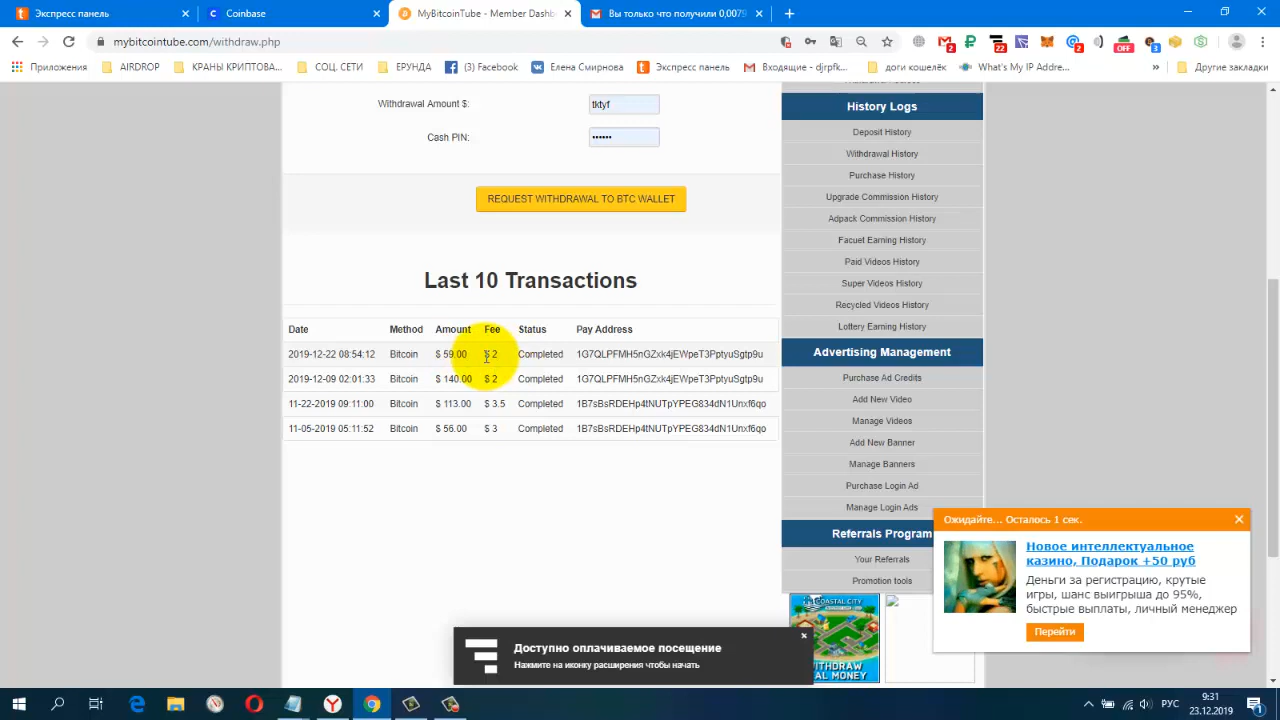 Экспресс панель
Coinbase
MyBitcoinTube - Member Dashb
Вы только что получили 0,0079
mybitcointube.com/withdraw.php
2
22
2
OFF
3
Приложения
AIRDROP
КРАНЫ КРИПТОВА...
СОЦ. СЕТИ
ЕРУНДА
(3) Facebook
Елена Смирнова
Экспресс панель
Входящие - djrpfk...
доги кошелёк
What's My IP Addre...
»
Другие закладки
Withdrawal Amount $:
tktyf
Cash PIN:
••••••
REQUEST WITHDRAWAL TO BTC WALLET
Last 10 Transactions
Date Method Amount Fee Status Pay Address
2019-12-22 08:54:12 Bitcoin $ 59.00 $ 2 Completed 1G7QLPFMH5nGZxk4jEWpeT3PptyuSgtp9u
2019-12-09 02:01:33 Bitcoin $ 140.00 $ 2 Completed 1G7QLPFMH5nGZxk4jEWpeT3PptyuSgtp9u
11-22-2019 09:11:00 Bitcoin $ 113.00 $ 3.5 Completed 1B7sBsRDEHp4tNUTpYPEG834dN1Unxf6qo
11-05-2019 05:11:52 Bitcoin $ 56.00 $ 3 Completed 1B7sBsRDEHp4tNUTpYPEG834dN1Unxf6qo
History Logs
Deposit History
Withdrawal History
Purchase History
Upgrade Commission History
Adpack Commission History
Facuet Earning History
Paid Videos History
Super Videos History
Recycled Videos History
Lottery Earning History
Advertising Management
Purchase Ad Credits
Add New Video
Manage Videos
Add New Banner
Manage Banners
Purchase Login Ad
Manage Login Ads
Referrals Program
Your Referrals
Promotion tools
COASTAL CITY
WITHDRAW
REAL MONEY
Ожидайте... Осталось 1 сек.
Новое интеллектуальное
казино, Подарок +50 руб
Деньги за регистрацию, крутые
игры, шанс выигрыша до 95%,
быстрые выплаты, личный менеджер
Перейти
Доступно оплачиваемое посещение
Нажмите на иконку расширения чтобы начать
РУС
9:31
23.12.2019
1